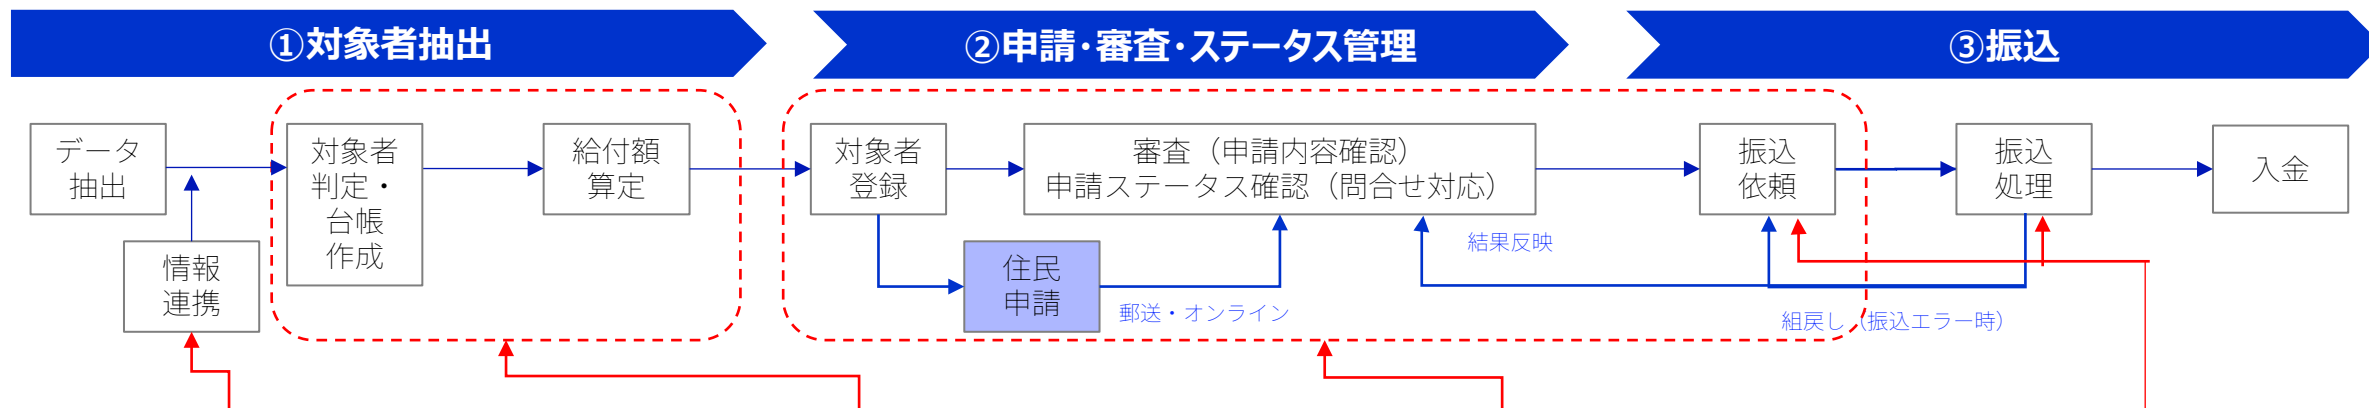 ①対象者抽出
②申請・審査・ステータス管理
③振込
データ
抽出
対象者
判定・
台帳
作成
給付額
算定
対象者
登録
審査（申請内容確認）
申請ステータス確認（問合せ対応）
振込
依頼
振込
処理
入金
情報
連携
住民
申請
結果反映
郵送・オンライン
組戻し（振込エラー時）